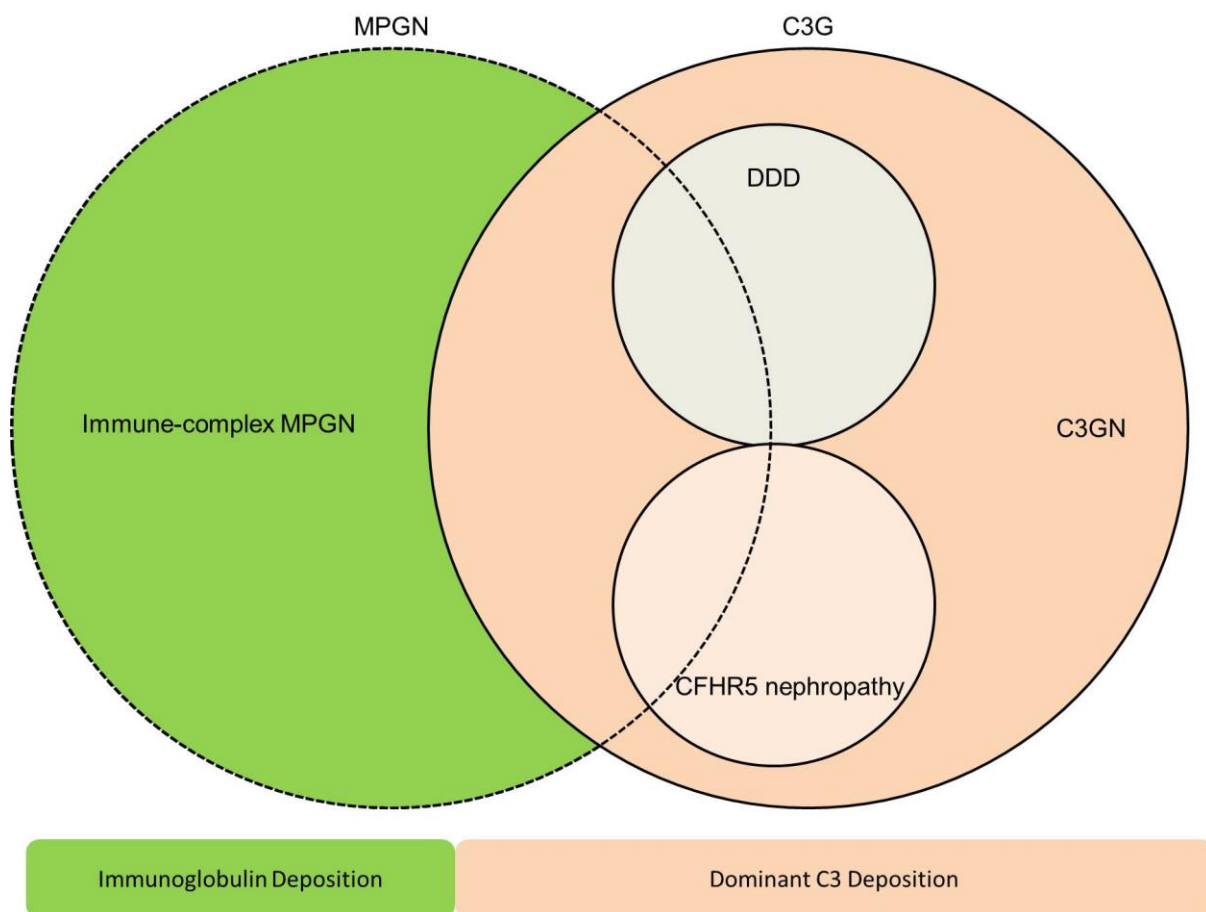 MPGN
C3G
DDD
Immune-complex MPGN
C3GN
CFHR5 nephropathy
Immunoglobulin Deposition
Dominant C3 Deposition